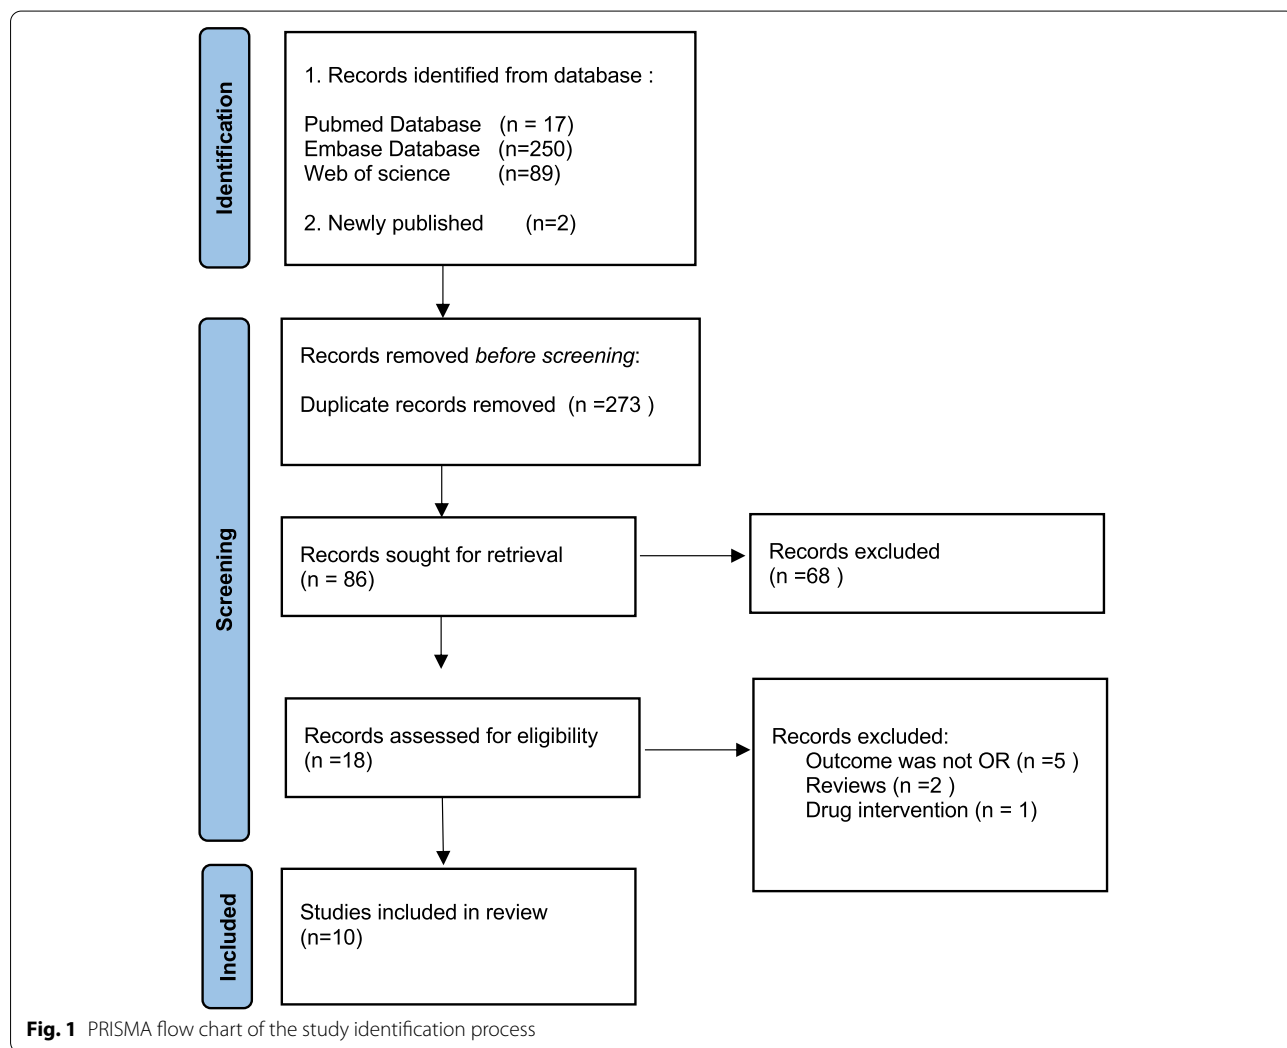 Identification
1. Records identified from database :
Pubmed Database (n = 17)
Embase Database (n=250)
Web of science (n=89)
2. Newly published (n=2)
Screening
Records removed before screening:
Duplicate records removed (n =273 )
Records sought for retrieval
(n = 86)
Records excluded
(n =68 )
Records assessed for eligibility
(n =18)
Records excluded:
Outcome was not OR (n =5 )
Reviews (n =2 )
Drug intervention (n = 1)
Included
Studies included in review
(n=10)
Fig. 1 PRISMA flow chart of the study identification process